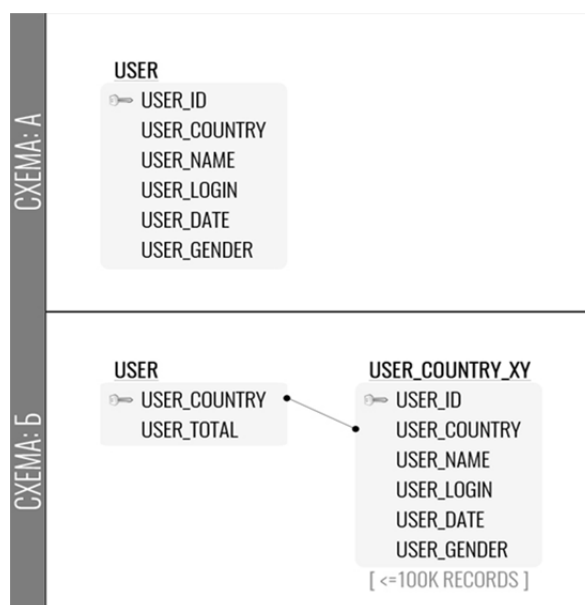 СХЕМА: А
USER
USER_ID
USER_COUNTRY
USER_NAME
USER_LOGIN
USER_DATE
USER_GENDER
СХЕМА: Б
USER
USER_COUNTRY
USER_TOTAL
USER_COUNTRY_XY
USER_ID
USER_COUNTRY
USER_NAME
USER_LOGIN
USER_DATE
USER_GENDER
[ <=100K RECORDS ]